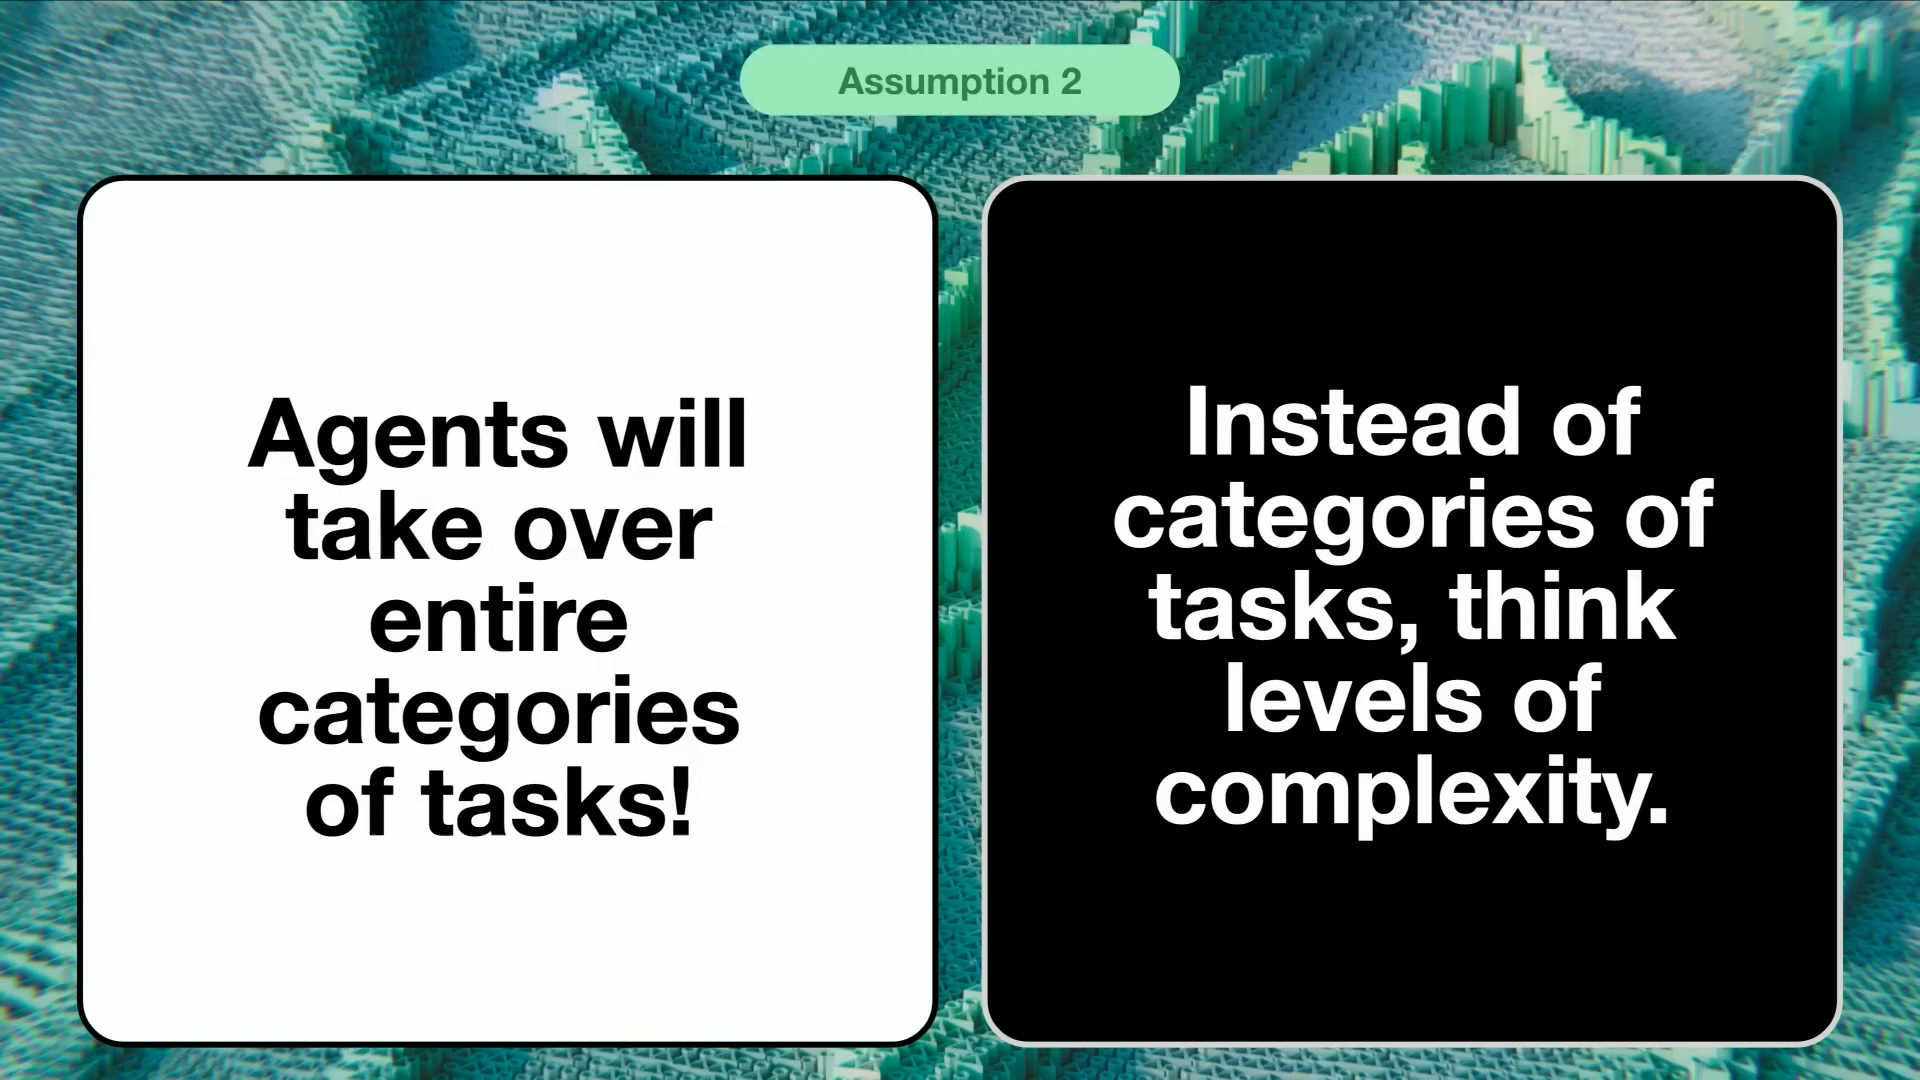 Assumption 2
Agents will
take over
entire
categories
of tasks!
Instead of
categories of
tasks, think
levels of
complexity.